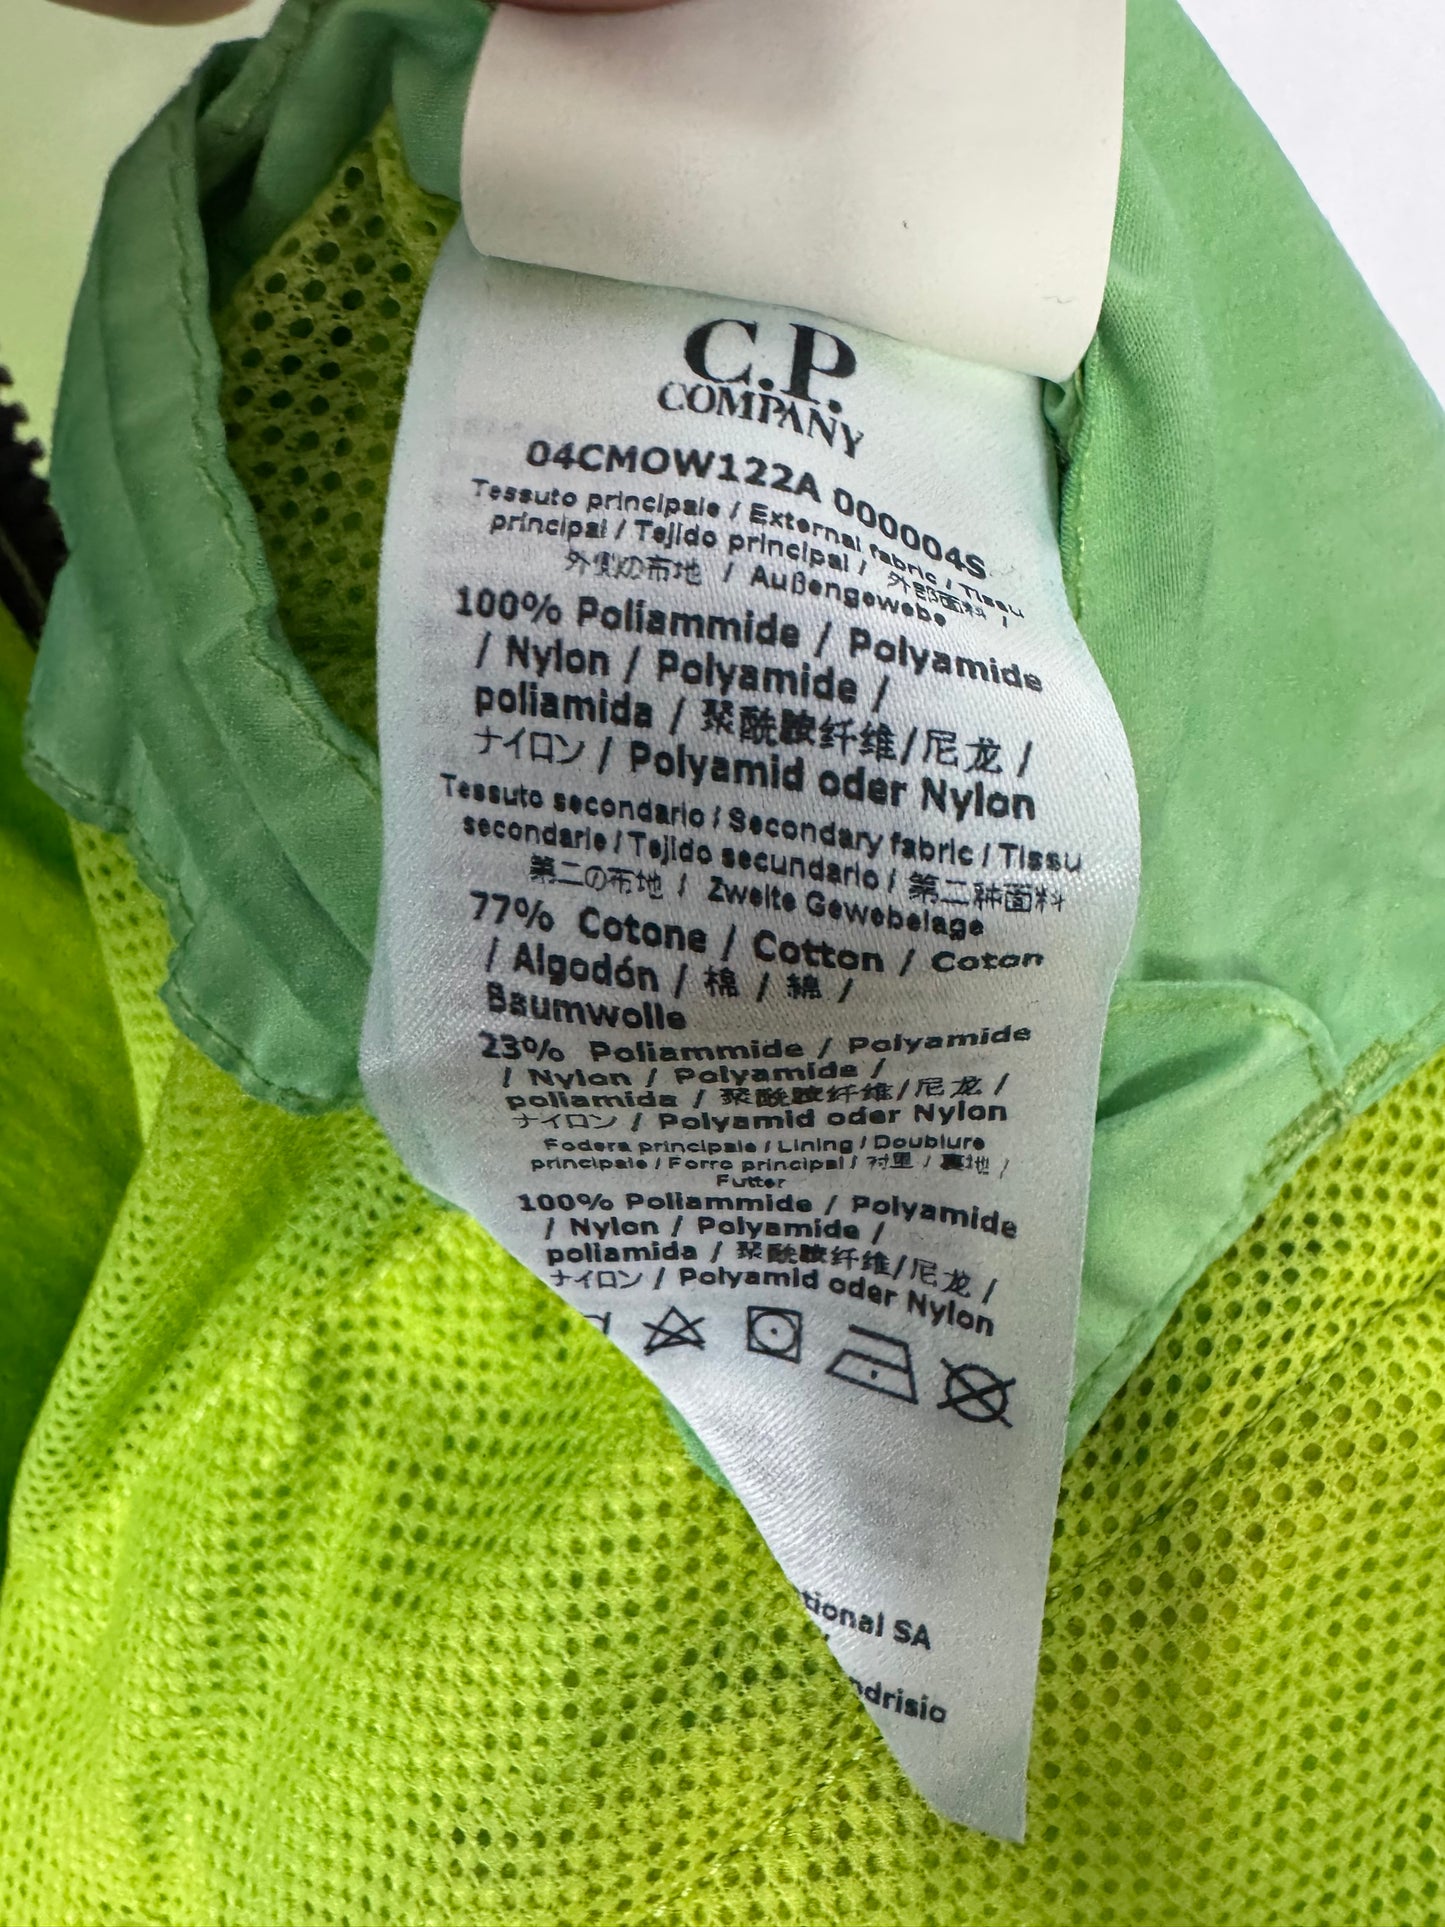 C.P.
COMPANY
04CMOW122A 000004S
Tessuto principale / External fabric / Tissu
principal / Tejido principal / 外部面料 /
外側の布地 / Außengewebe
100% Poliammide / Polyamide
/ Nylon / Polyamide /
poliamida / 聚酰胺纤维/尼龙 /
ナイロン / Polyamid oder Nylon
Tessuto secondario / Secondary fabric / Tissu
secondarie / Tejido secundario / 第二种面料
第二の布地 / Zweite Gewebelage
77% Cotone / Cotton / Coton
/ Algodón / 棉 / 綿 /
Baumwolle
23% Poliammide / Polyamide
/ Nylon / Polyamide /
poliamida / 聚酰胺纤维/尼龙 /
ナイロン / Polyamid oder Nylon
Fodera principale / Lining / Doublure
principale / Forro principal / 衬里 / 裏地 /
Futter
100% Poliammide / Polyamide
/ Nylon / Polyamide /
poliamida / 聚酰胺纤维/尼龙 /
ナイロン / Polyamid oder Nylon
tional SA
ndrisio